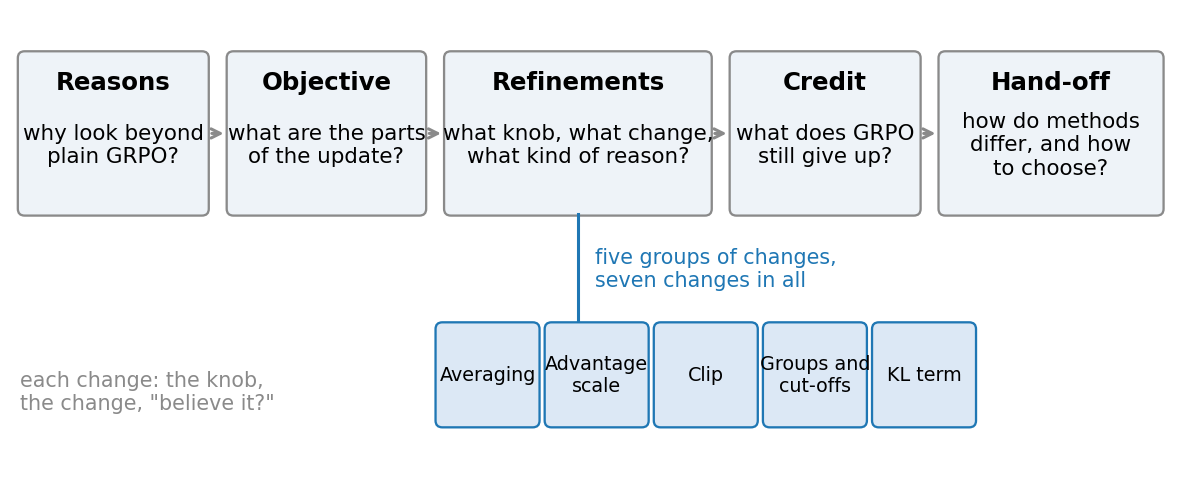 Reasons
why look beyond
plain GRPO?
Objective
what are the parts
of the update?
Refinements
what knob, what change,
what kind of reason?
Credit
what does GRPO
still give up?
Hand-off
how do methods
differ, and how
to choose?
five groups of changes,
seven changes in all
Averaging
Advantage
scale
Clip
Groups and
cut-offs
KL term
each change: the knob,
the change, "believe it?"